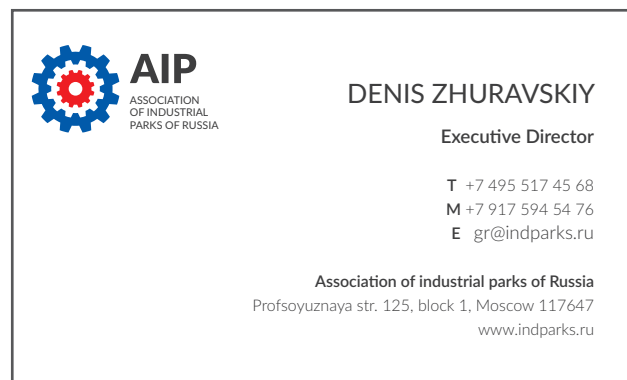 AIP
ASSOCIATION
OF INDUSTRIAL
PARKS OF RUSSIA
DENIS ZHURAVSKIY
Executive Director
T +7 495 517 45 68
M +7 917 594 54 76
E gr@indparks.ru
Association of industrial parks of Russia
Profsoyuznaya str. 125, block 1, Moscow 117647
www.indparks.ru